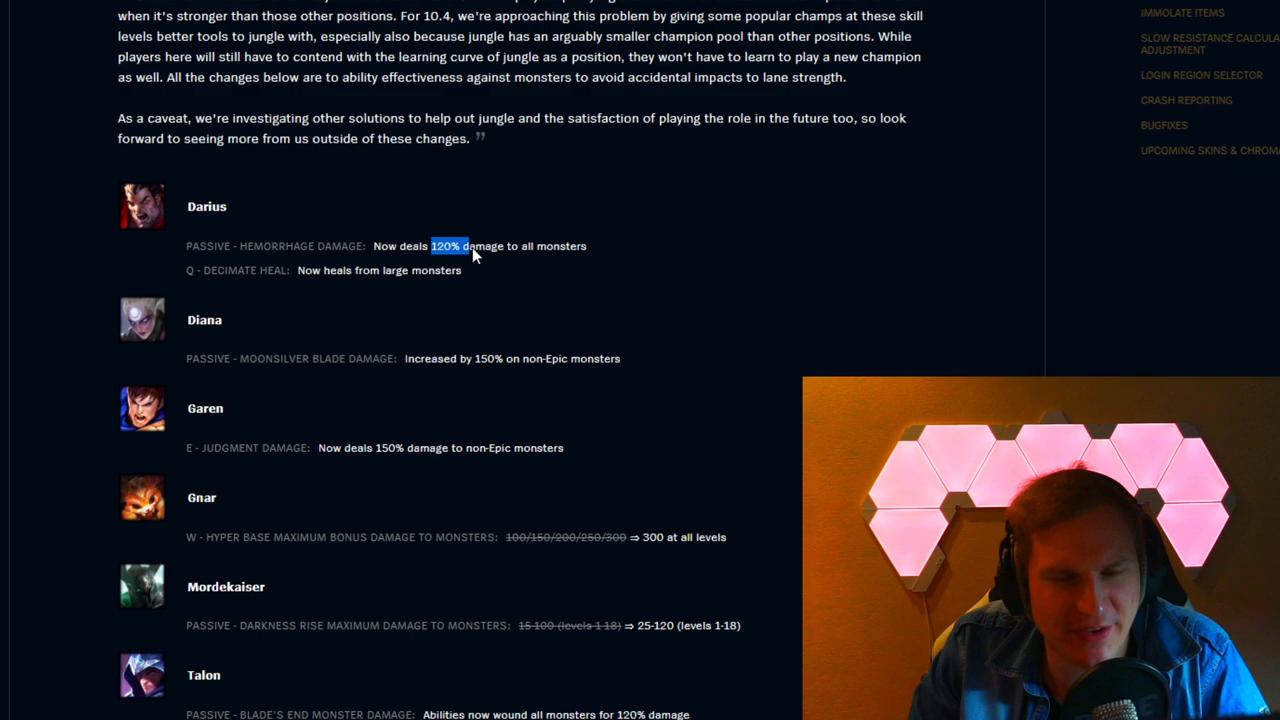 when it's stronger than those other positions. For 10.4, we're approaching this problem by giving some popular champs at these skill
levels better tools to jungle with, especially also because jungle has an arguably smaller champion pool than other positions. While
players here will still have to contend with the learning curve of jungle as a position, they won't have to learn to play a new champion
as well. All the changes below are to ability effectiveness against monsters to avoid accidental impacts to lane strength.
As a caveat, we're investigating other solutions to help out jungle and the satisfaction of playing the role in the future too, so look
forward to seeing more from us outside of these changes. ”
Darius
PASSIVE - HEMORRHAGE DAMAGE: Now deals 120% damage to all monsters
Q - DECIMATE HEAL: Now heals from large monsters
Diana
PASSIVE - MOONSILVER BLADE DAMAGE: Increased by 150% on non-Epic monsters
Garen
E - JUDGMENT DAMAGE: Now deals 150% damage to non-Epic monsters
Gnar
W - HYPER BASE MAXIMUM BONUS DAMAGE TO MONSTERS: 100/150/200/250/300 ⇒ 300 at all levels
Mordekaiser
PASSIVE - DARKNESS RISE MAXIMUM DAMAGE TO MONSTERS: 15-100 (levels 1-18) ⇒ 25-120 (levels 1-18)
Talon
PASSIVE - BLADE'S END MONSTER DAMAGE: Abilities now wound all monsters for 120% damage
IMMOLATE ITEMS
SLOW RESISTANCE CALCULA
ADJUSTMENT
LOGIN REGION SELECTOR
CRASH REPORTING
BUGFIXES
UPCOMING SKINS & CHROMA